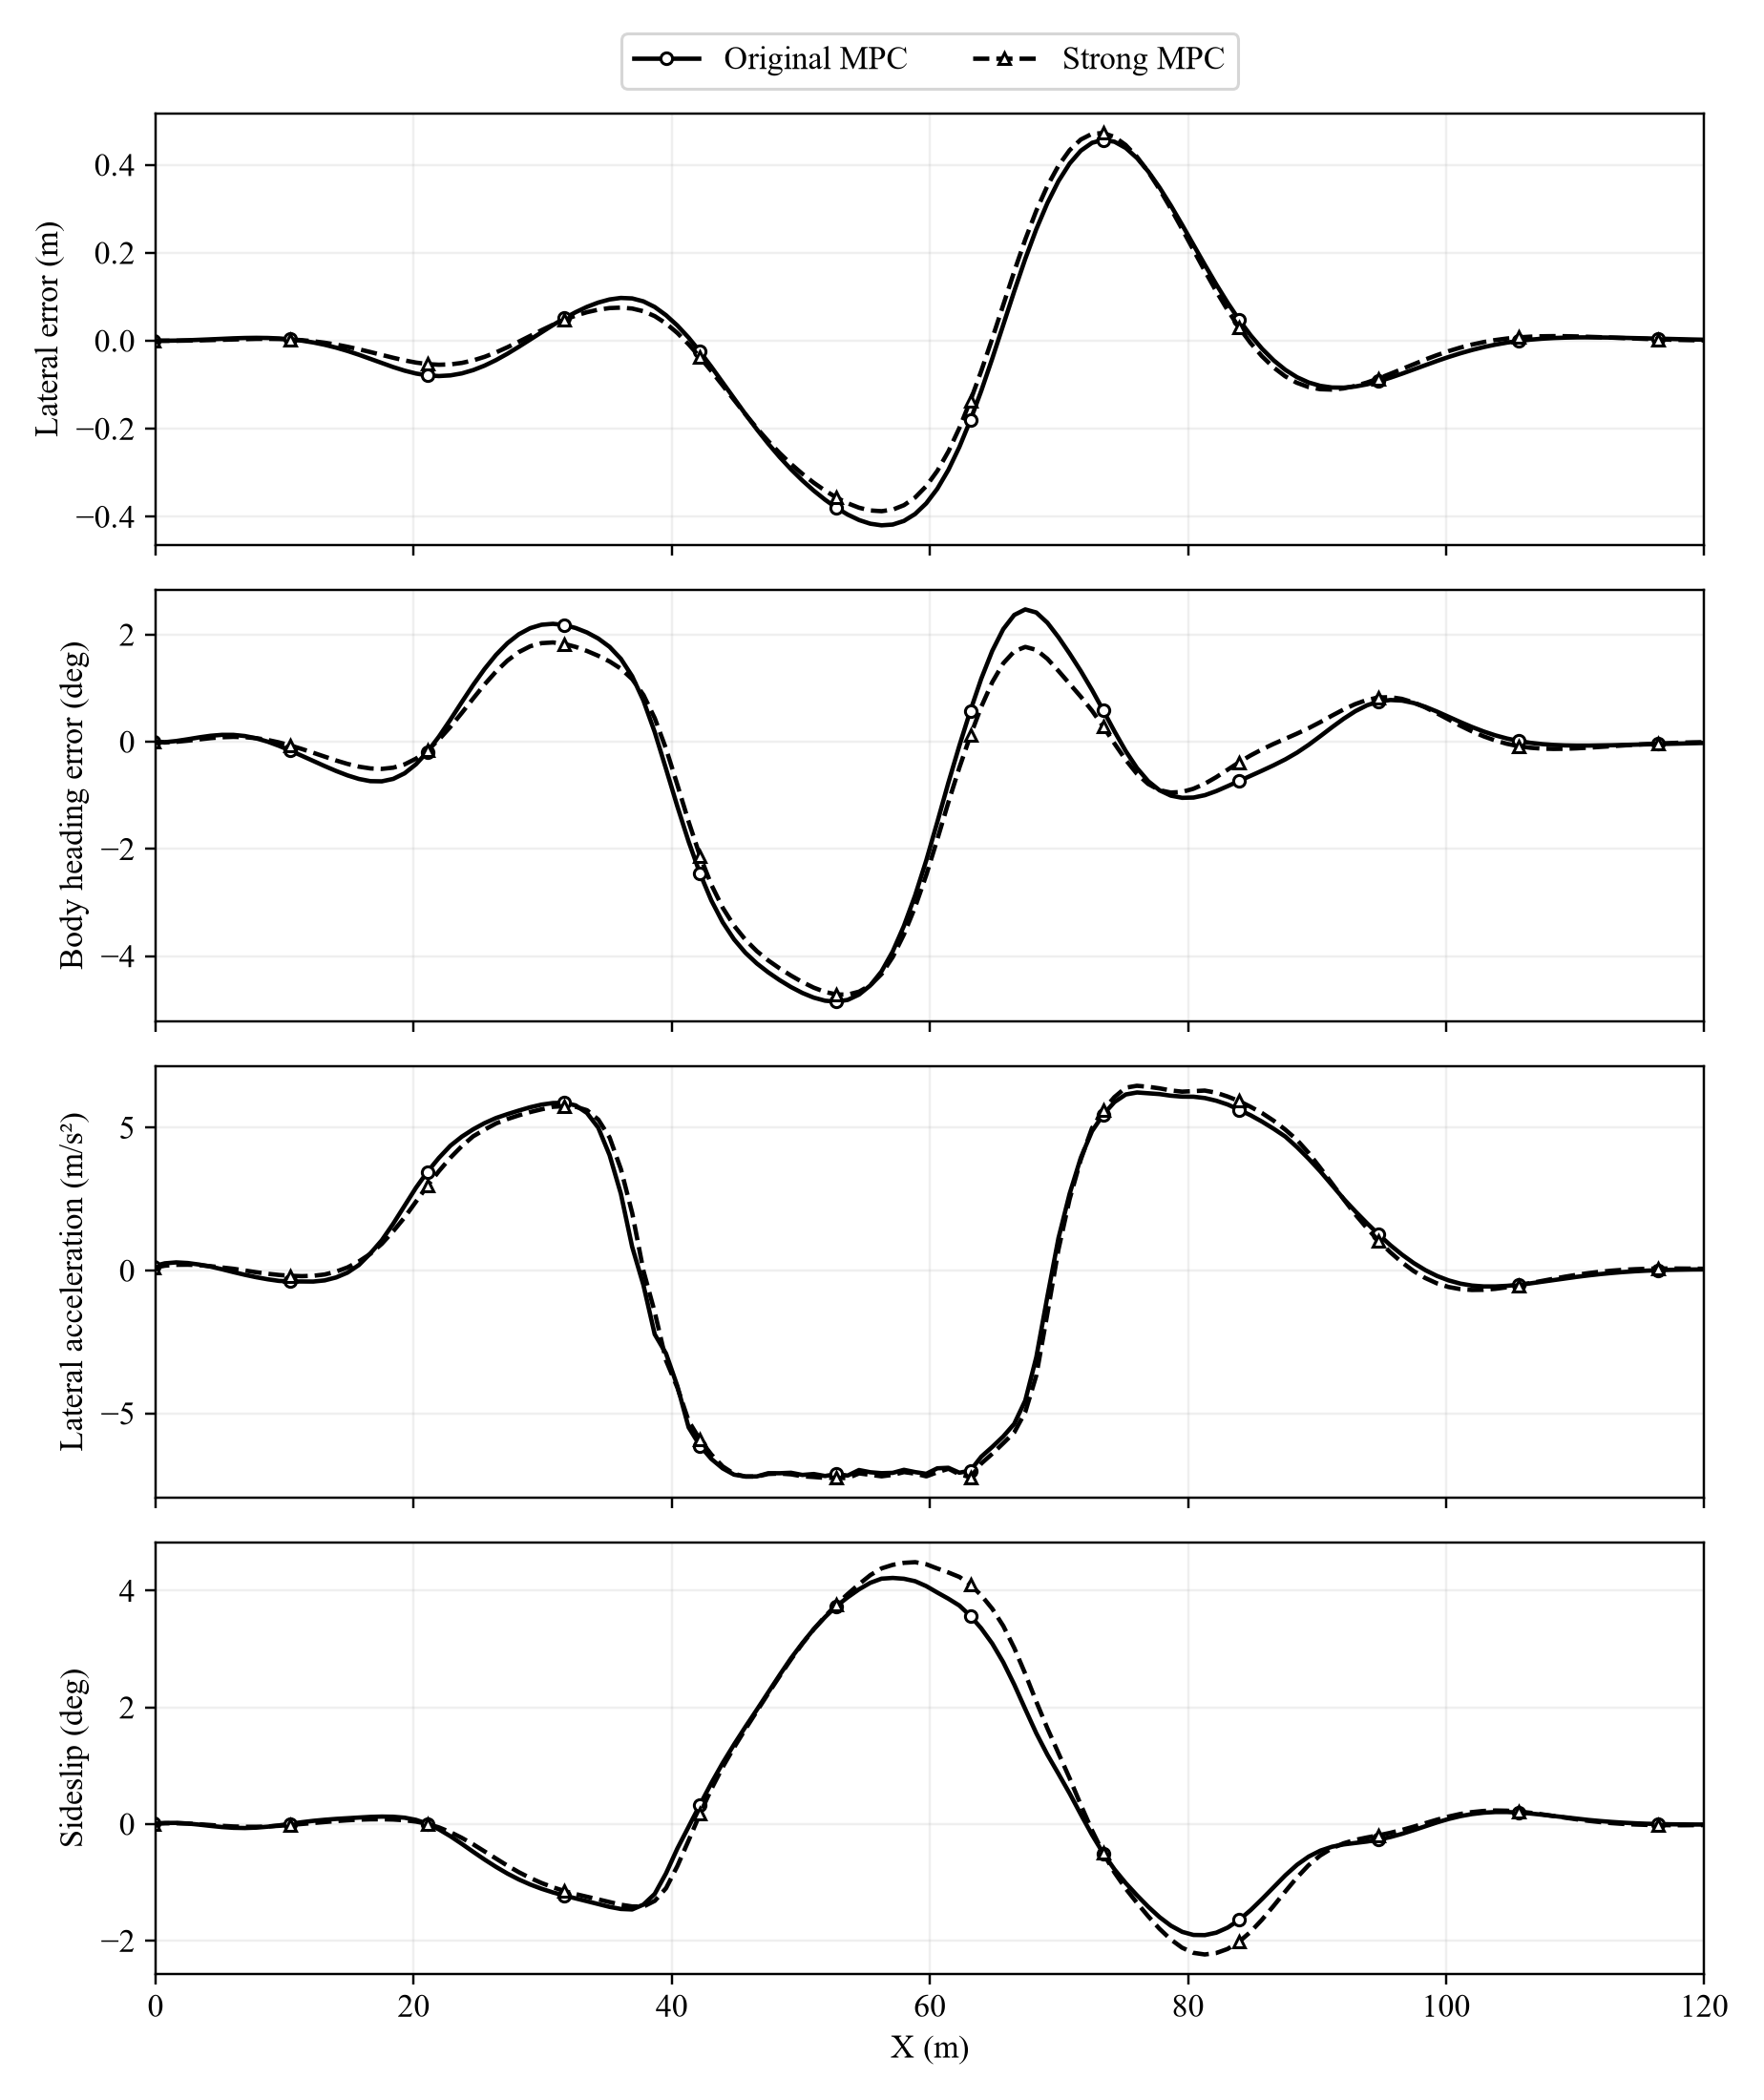 Original MPC
Strong MPC
Lateral error (m)
0.4
0.2
0.0
−0.2
−0.4
Body heading error (deg)
2
0
−2
−4
Lateral acceleration (m/s²)
5
0
−5
Sideslip (deg)
4
2
0
−2
0 20 40 60 80 100 120
X (m)